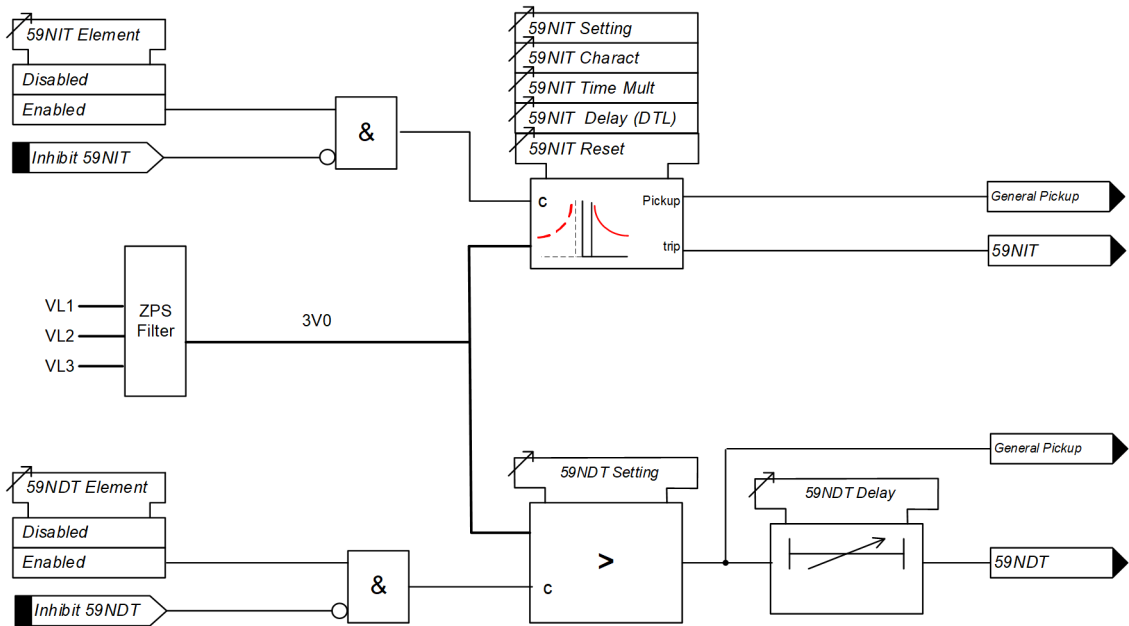 59NIT Element
Disabled
Enabled
Inhibit 59NIT
&
59NIT Setting
59NIT Charact
59NIT Time Mult
59NIT Delay (DTL)
59NIT Reset
C
Pickup
trip
General Pickup
59NIT
VL1
VL2
VL3
ZPS
Filter
3V0
59NDT Element
Disabled
Enabled
Inhibit 59NDT
&
59NDT Setting
>
C
59NDT Delay
General Pickup
59NDT